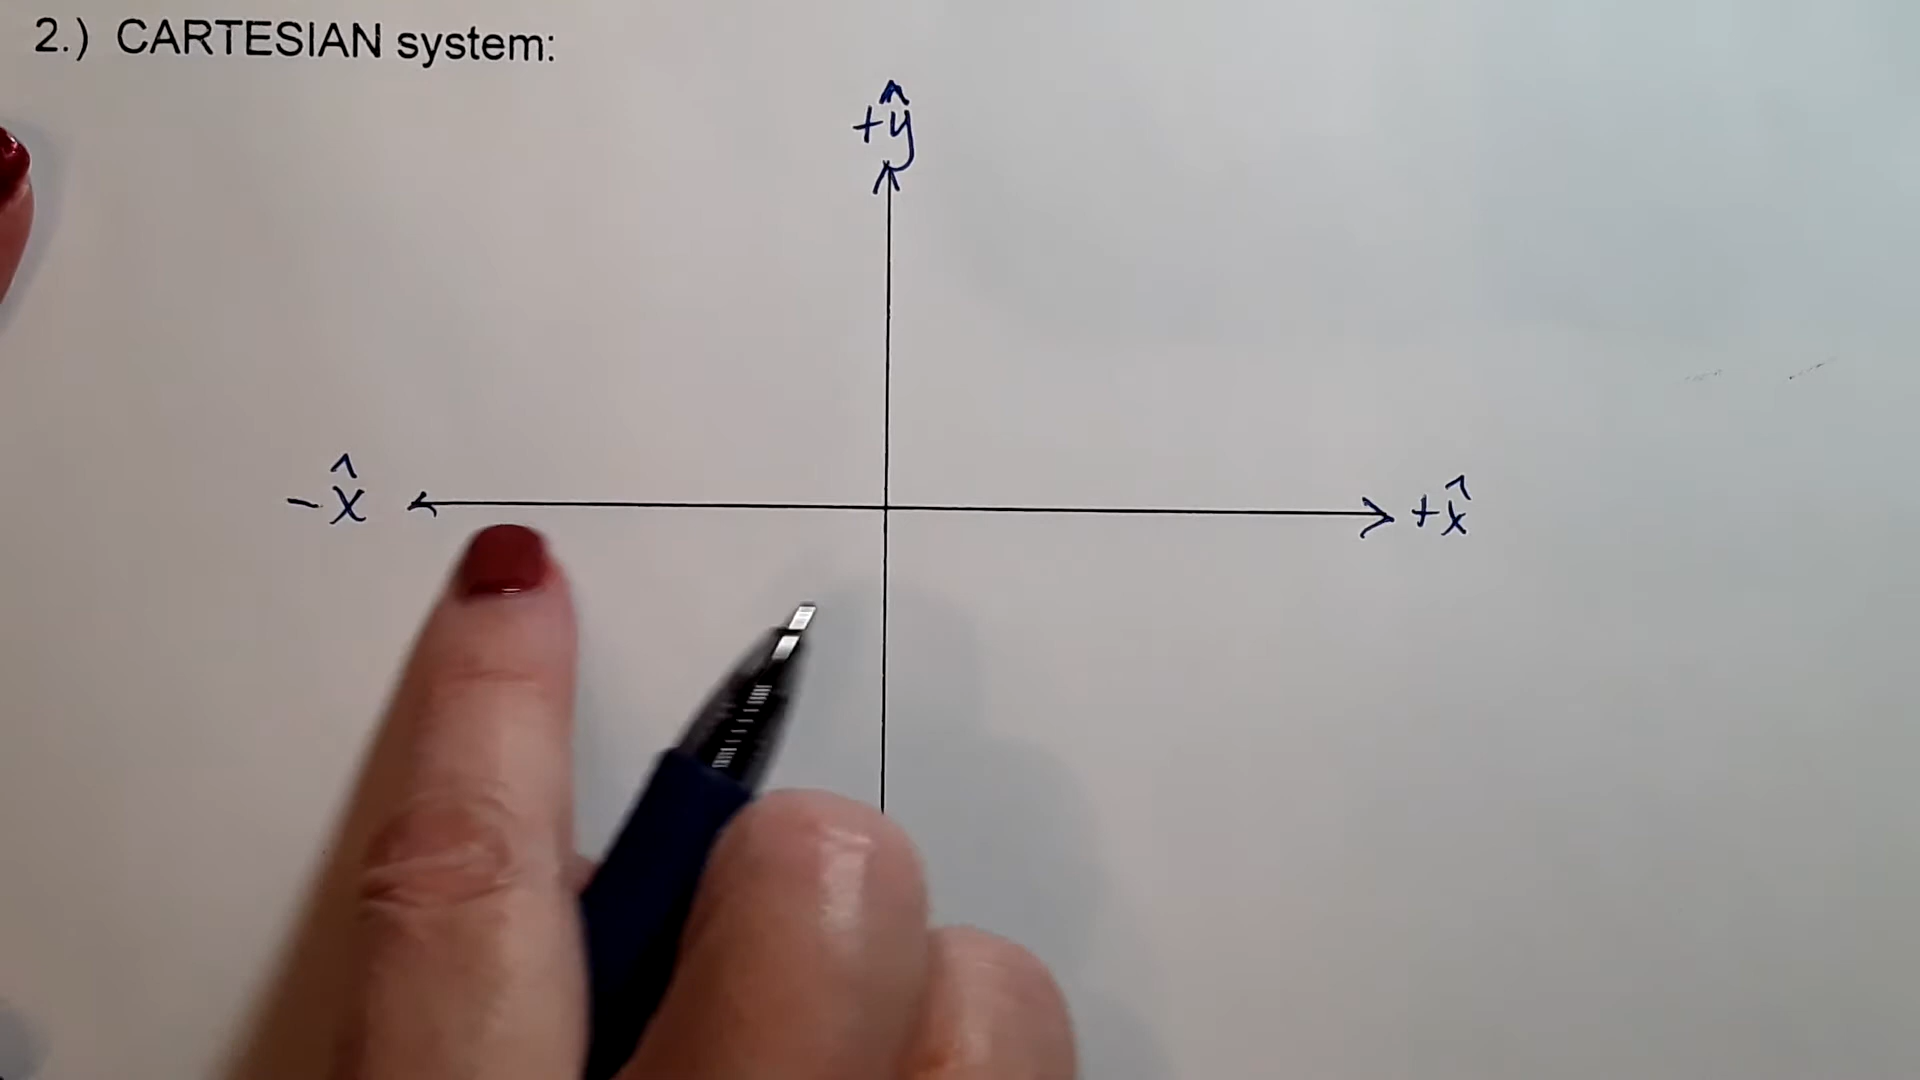 2.) CARTESIAN system:
+ŷ
-x̂
+x̂